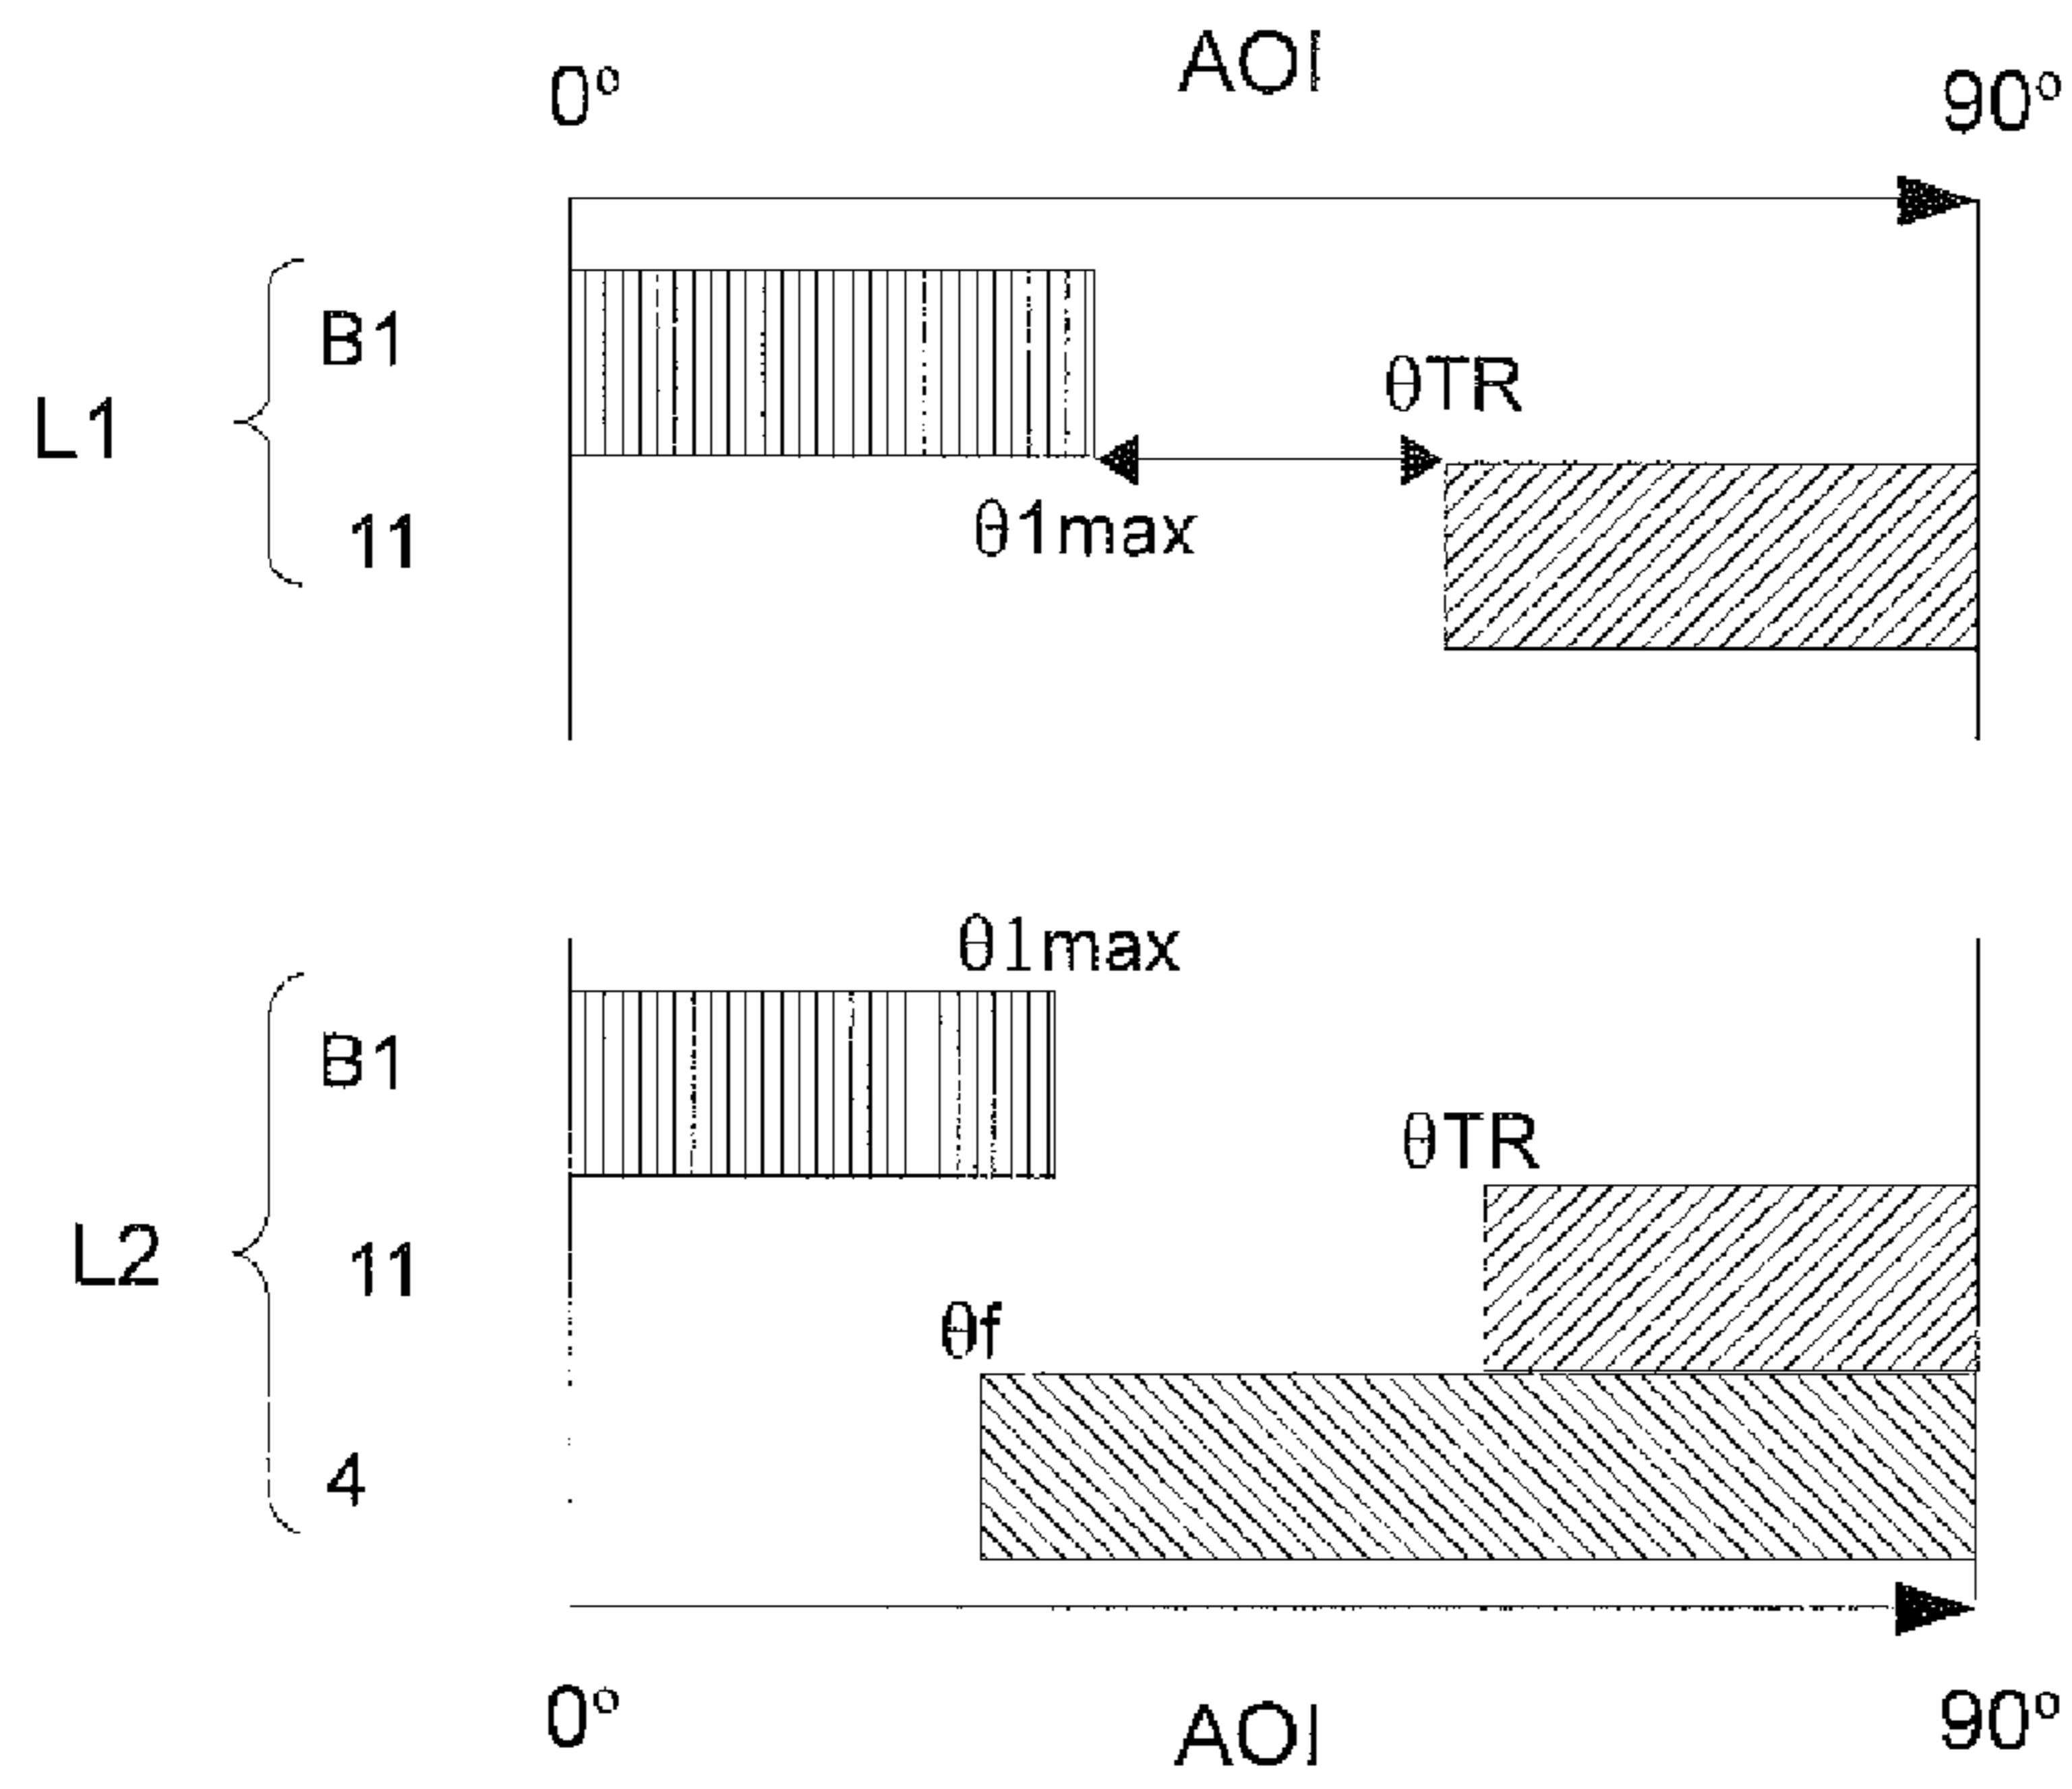 AOI
0° 90°
B1
θTR
L1
θ1max
11
θ1max
B1
θTR
L2 11
θf
4
0° AOI 90°